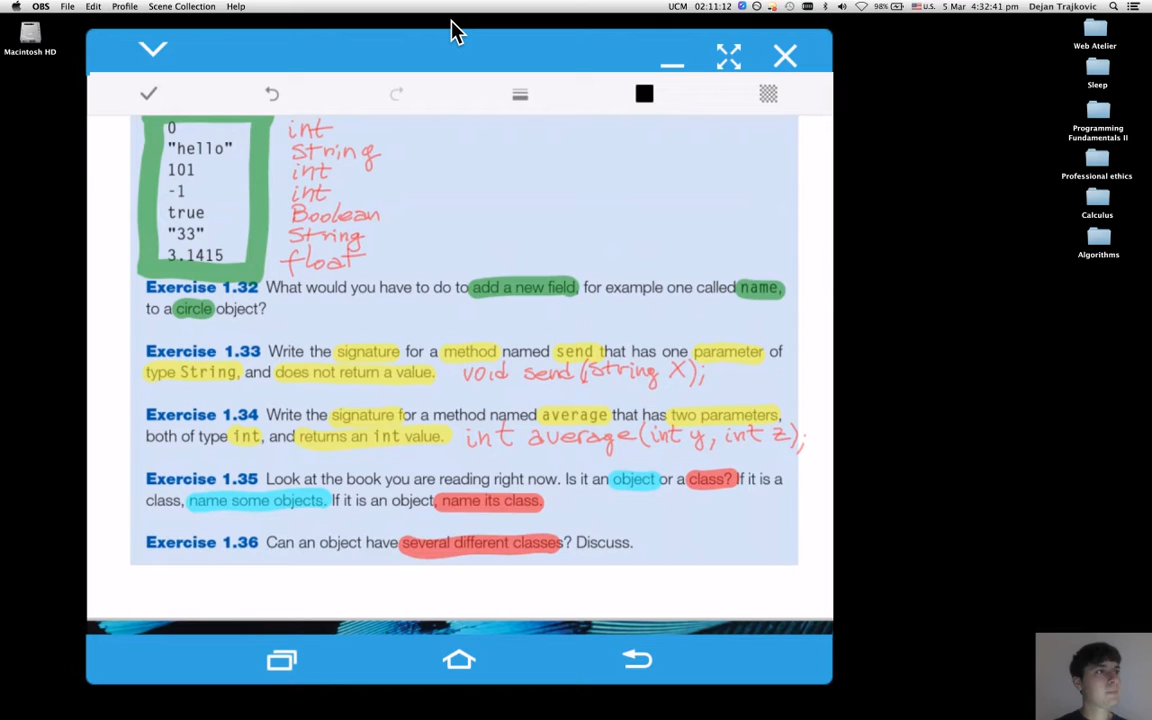 OBS File Edit Profile Scene Collection Help UCM 02:11:12 98% U.S. 5 Mar 4:32:41 pm Dejan Trajkovic
Macintosh HD
Web Atelier
Sleep
Programming
Fundamentals II
Professional ethics
Calculus
Algorithms
0 int
"hello" String
101 int
-1 int
true Boolean
"33" String
3.1415 float
Exercise 1.32 What would you have to do to add a new field, for example one called name,
to a circle object?
Exercise 1.33 Write the signature for a method named send that has one parameter of
type String, and does not return a value. void send (String X);
Exercise 1.34 Write the signature for a method named average that has two parameters,
both of type int, and returns an int value. int average(int y, int z);
Exercise 1.35 Look at the book you are reading right now. Is it an object or a class? If it is a
class, name some objects. If it is an object, name its class.
Exercise 1.36 Can an object have several different classes? Discuss.